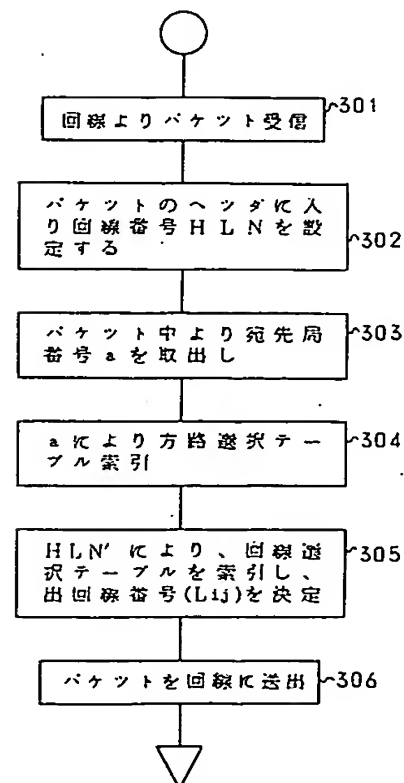 回線よりパケット受信
301
パケットのヘッダに入
り回線番号HLNを設
定する
302
パケット中より宛先局
番号aを取出し
303
aにより方路選択テー
ブル索引
304
HLN'により、回線選
択テーブルを索引し、
出回線番号(Lij)を決定
305
パケットを回線に送出
306